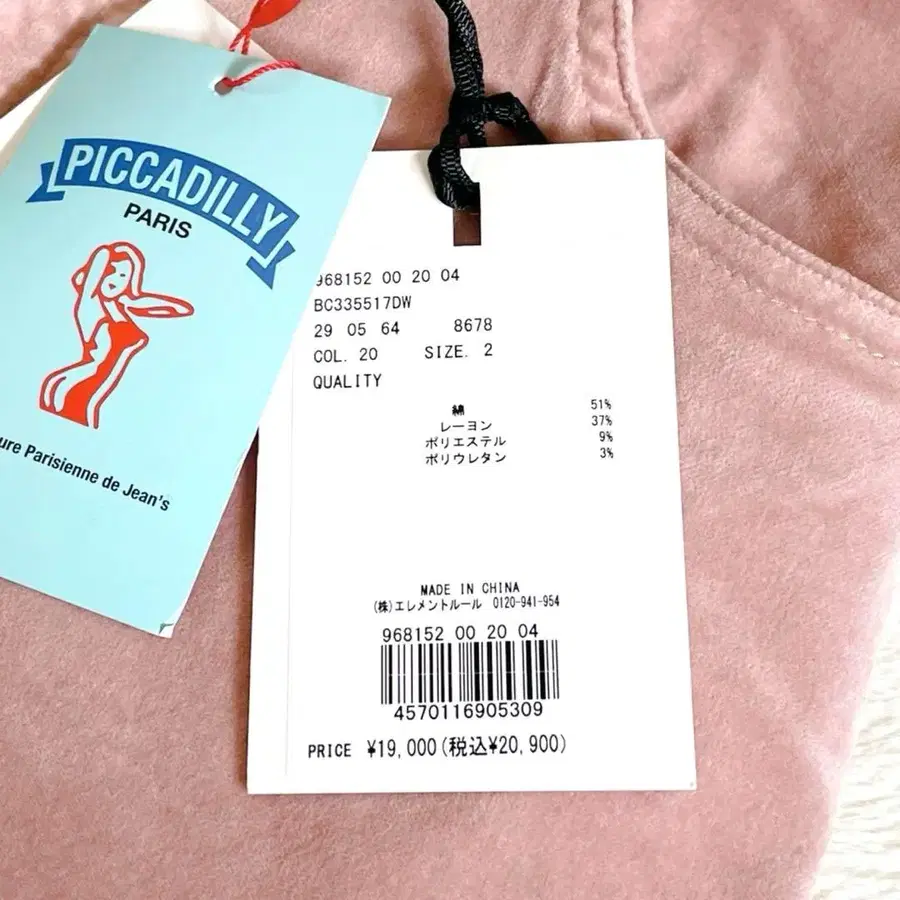 PICCADILLY
PARIS
ure Parisienne de Jean's
968152 00 20 04
BC335517DW
29 05 64 8678
COL. 20 SIZE. 2
QUALITY
綿 51%
レーヨン 37%
ポリエステル 9%
ポリウレタン 3%
MADE IN CHINA
(株)エレメントルール 0120-941-954
968152 00 20 04
4570116905309
PRICE ¥19,000(税込¥20,900)